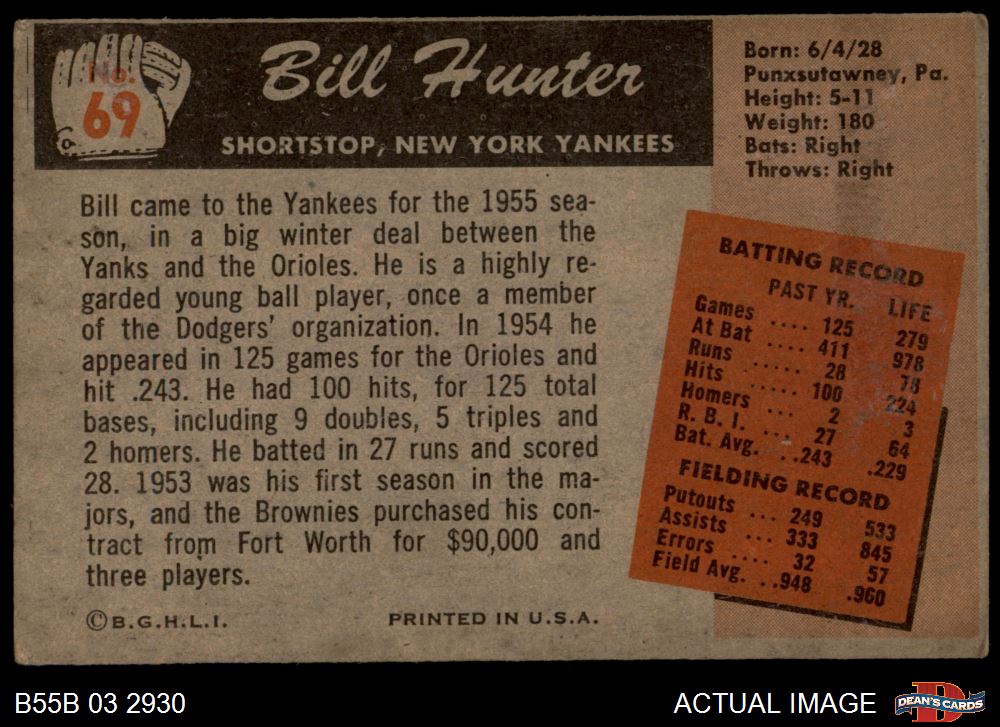 No.
69
Bill Hunter
SHORTSTOP, NEW YORK YANKEES
Born: 6/4/28
Punxsutawney, Pa.
Height: 5-11
Weight: 180
Bats: Right
Throws: Right
Bill came to the Yankees for the 1955 sea-
son, in a big winter deal between the
Yanks and the Orioles. He is a highly re-
garded young ball player, once a member
of the Dodgers' organization. In 1954 he
appeared in 125 games for the Orioles and
hit .243. He had 100 hits, for 125 total
bases, including 9 doubles, 5 triples and
2 homers. He batted in 27 runs and scored
28. 1953 was his first season in the ma-
jors, and the Brownies purchased his con-
tract from Fort Worth for $90,000 and
three players.
BATTING RECORD
PAST YR. LIFE
Games .... 125 279
At Bat ..... 411 978
Runs ...... 28 78
Hits ...... 100 224
Homers ... 2 3
R. B. I. .... 27 64
Bat. Avg. ..243 .229
FIELDING RECORD
Putouts ... 249 533
Assists .... 333 845
Errors .... 32 57
Field Avg. ..948 .960
©B.G.H.L.I.
PRINTED IN U.S.A.
B55B 03 2930
ACTUAL IMAGE
DEAN'S CARDS